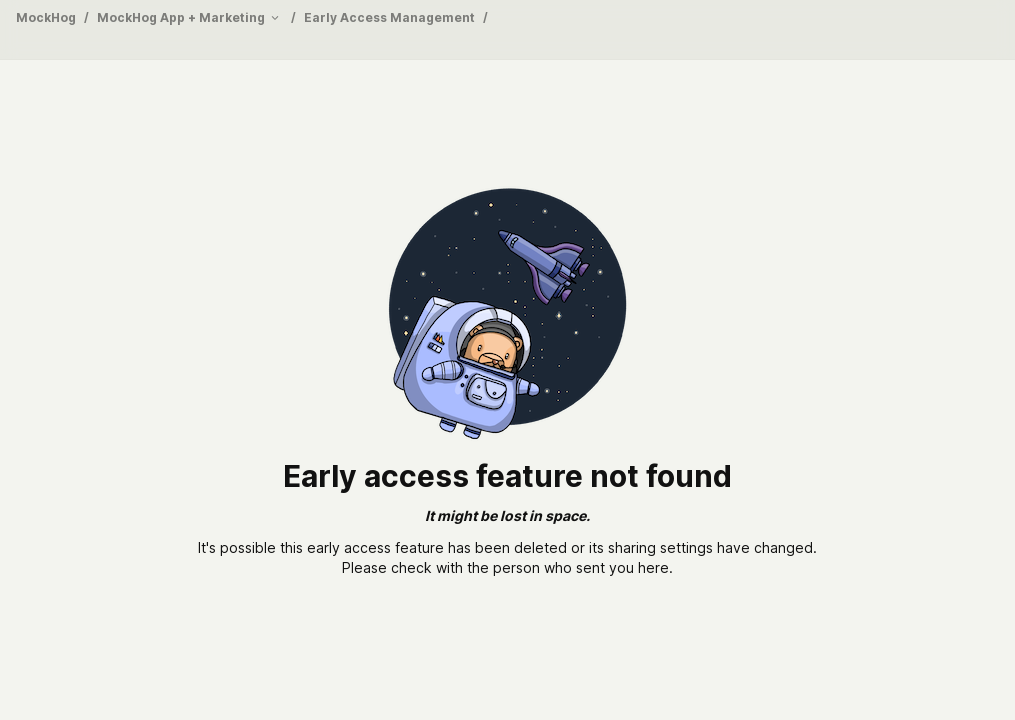 MockHog / MockHog App + Marketing / Early Access Management /
Early access feature not found
It might be lost in space.
It's possible this early access feature has been deleted or its sharing settings have changed.
Please check with the person who sent you here.